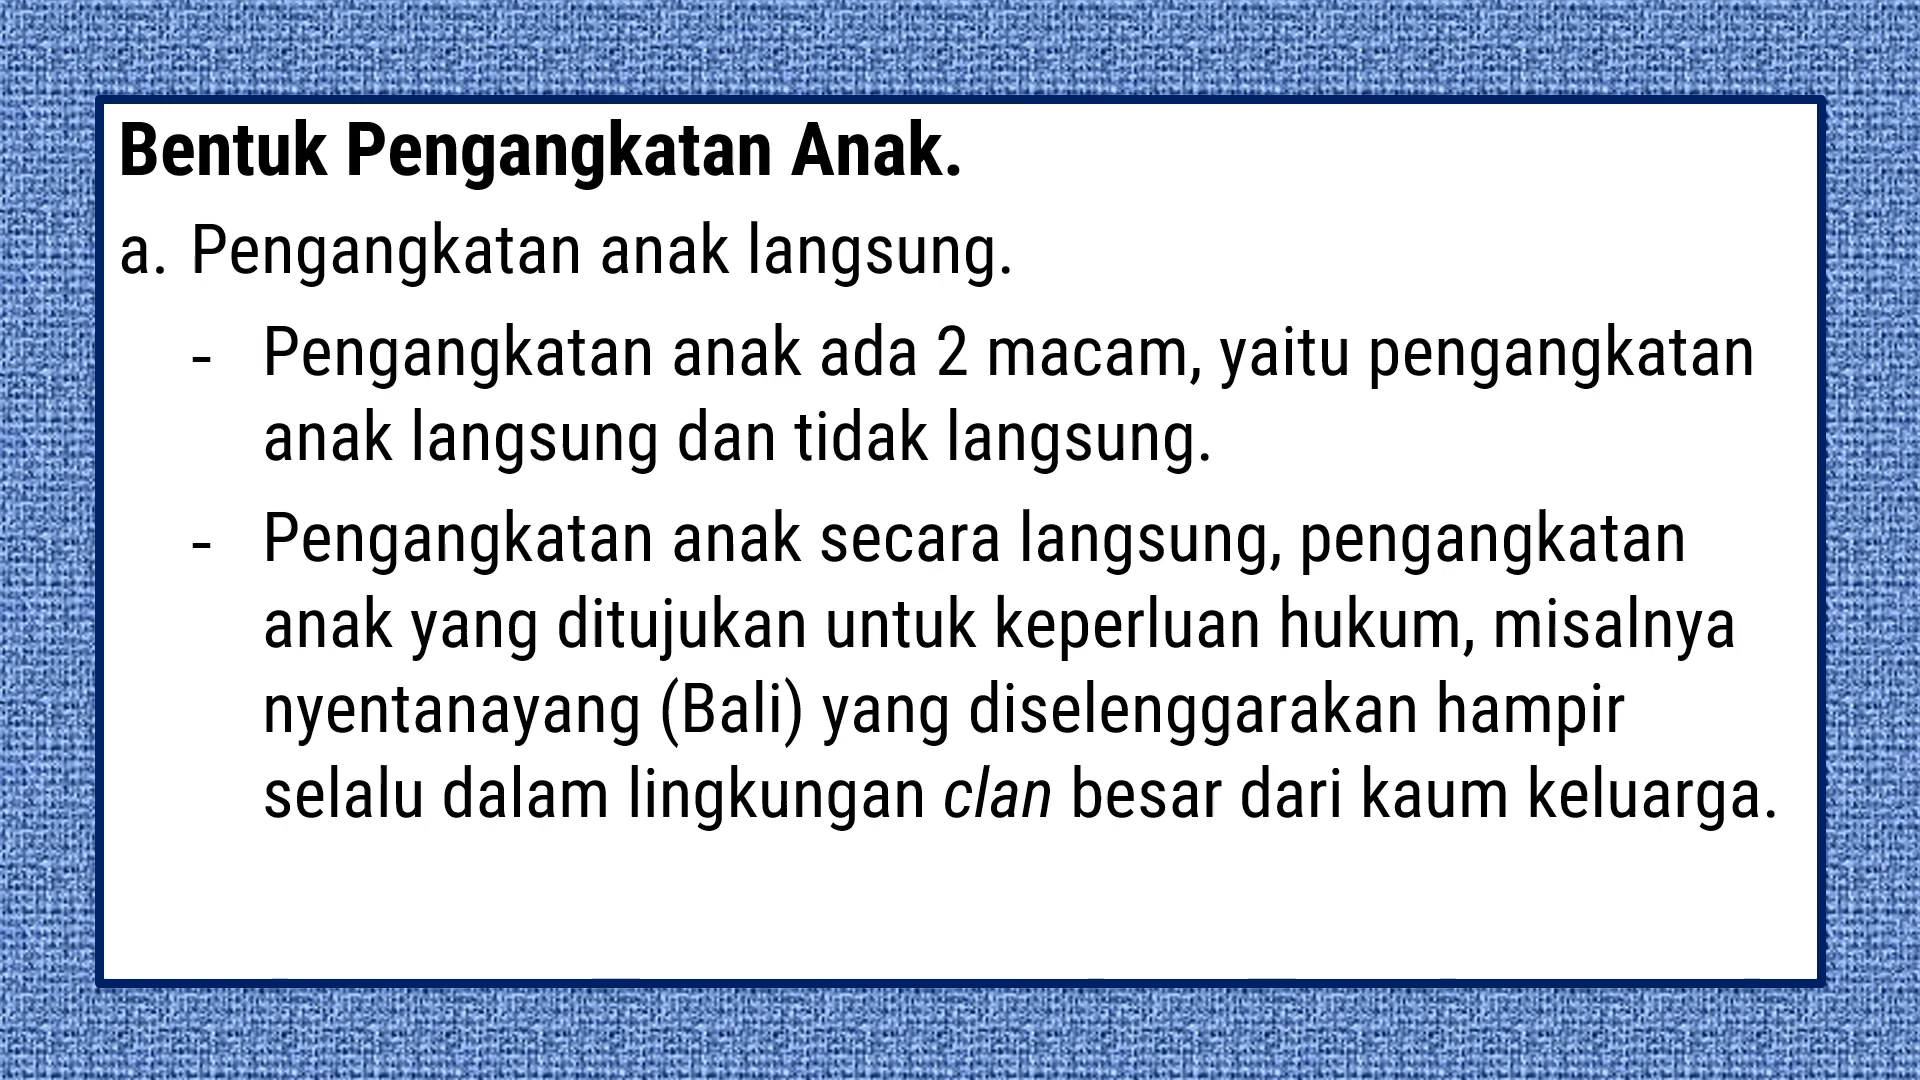 Bentuk Pengangkatan Anak.
a. Pengangkatan anak langsung.
- Pengangkatan anak ada 2 macam, yaitu pengangkatan
anak langsung dan tidak langsung.
- Pengangkatan anak secara langsung, pengangkatan
anak yang ditujukan untuk keperluan hukum, misalnya
nyentanayang (Bali) yang diselenggarakan hampir
selalu dalam lingkungan clan besar dari kaum keluarga.